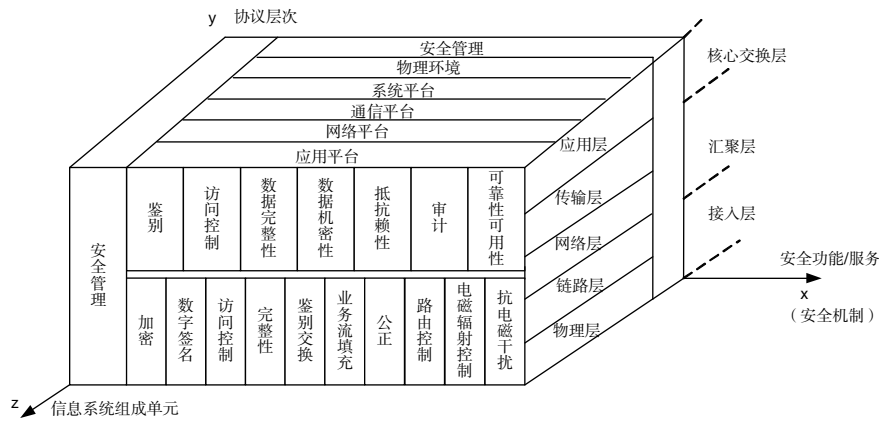 y 协议层次
安全管理
物理环境
系统平台
通信平台
网络平台
应用平台
核心交换层
汇聚层
接入层
应用层
传输层
网络层
链路层
物理层
安全管理
鉴别
访问控制
数据完整性
数据机密性
抵抗赖性
审计
可靠性可用性
加密
数字签名
访问控制
完整性
鉴别交换
业务流填充
公正
路由控制
电磁辐射控制
抗电磁干扰
安全功能/服务
x
（安全机制）
z 信息系统组成单元